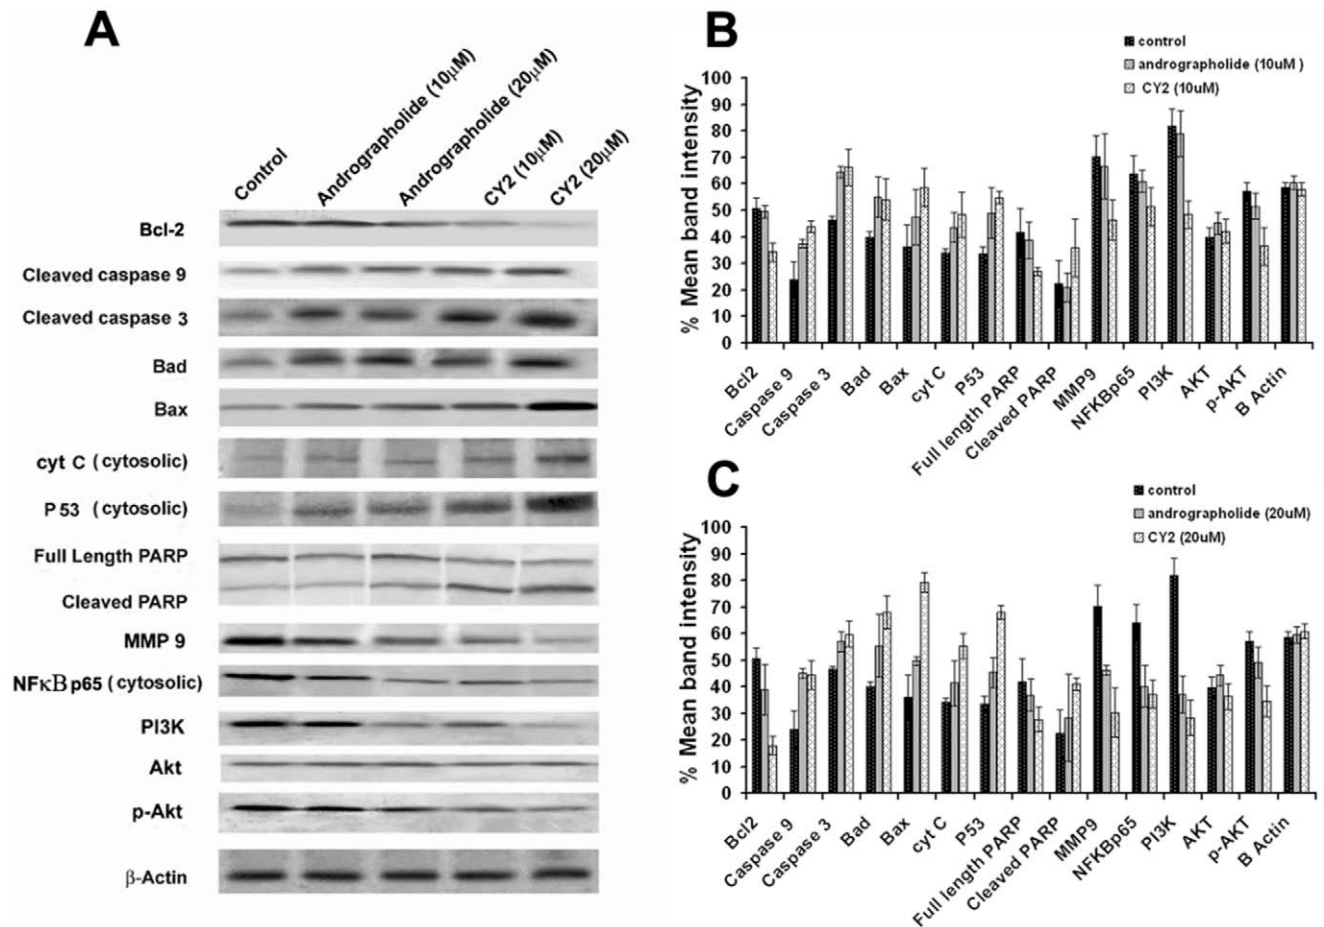 A
Control
Andrographolide (10µM)
Andrographolide (20µM)
CY2 (10µM)
CY2 (20µM)
Bcl-2
Cleaved caspase 9
Cleaved caspase 3
Bad
Bax
cyt C (cytosolic)
P 53 (cytosolic)
Full Length PARP
Cleaved PARP
MMP 9
NFκB p65 (cytosolic)
PI3K
Akt
p-Akt
β-Actin
B
control
andrographolide (10uM )
CY2 (10uM)
% Mean band intensity
100
90
80
70
60
50
40
30
20
10
0
Bcl2
Caspase 9
Caspase 3
Bad
Bax
cyt C
P53
Full length PARP
Cleaved PARP
MMP9
NFKBp65
PI3K
AKT
p-AKT
B Actin
C
control
andrographolide (20uM)
CY2 (20uM)
% Mean band intensity
100
90
80
70
60
50
40
30
20
10
0
Bcl2
Caspase 9
Caspase 3
Bad
Bax
cyt C
P53
Full length PARP
Cleaved PARP
MMP9
NFKBp65
PI3K
AKT
p-AKT
B Actin